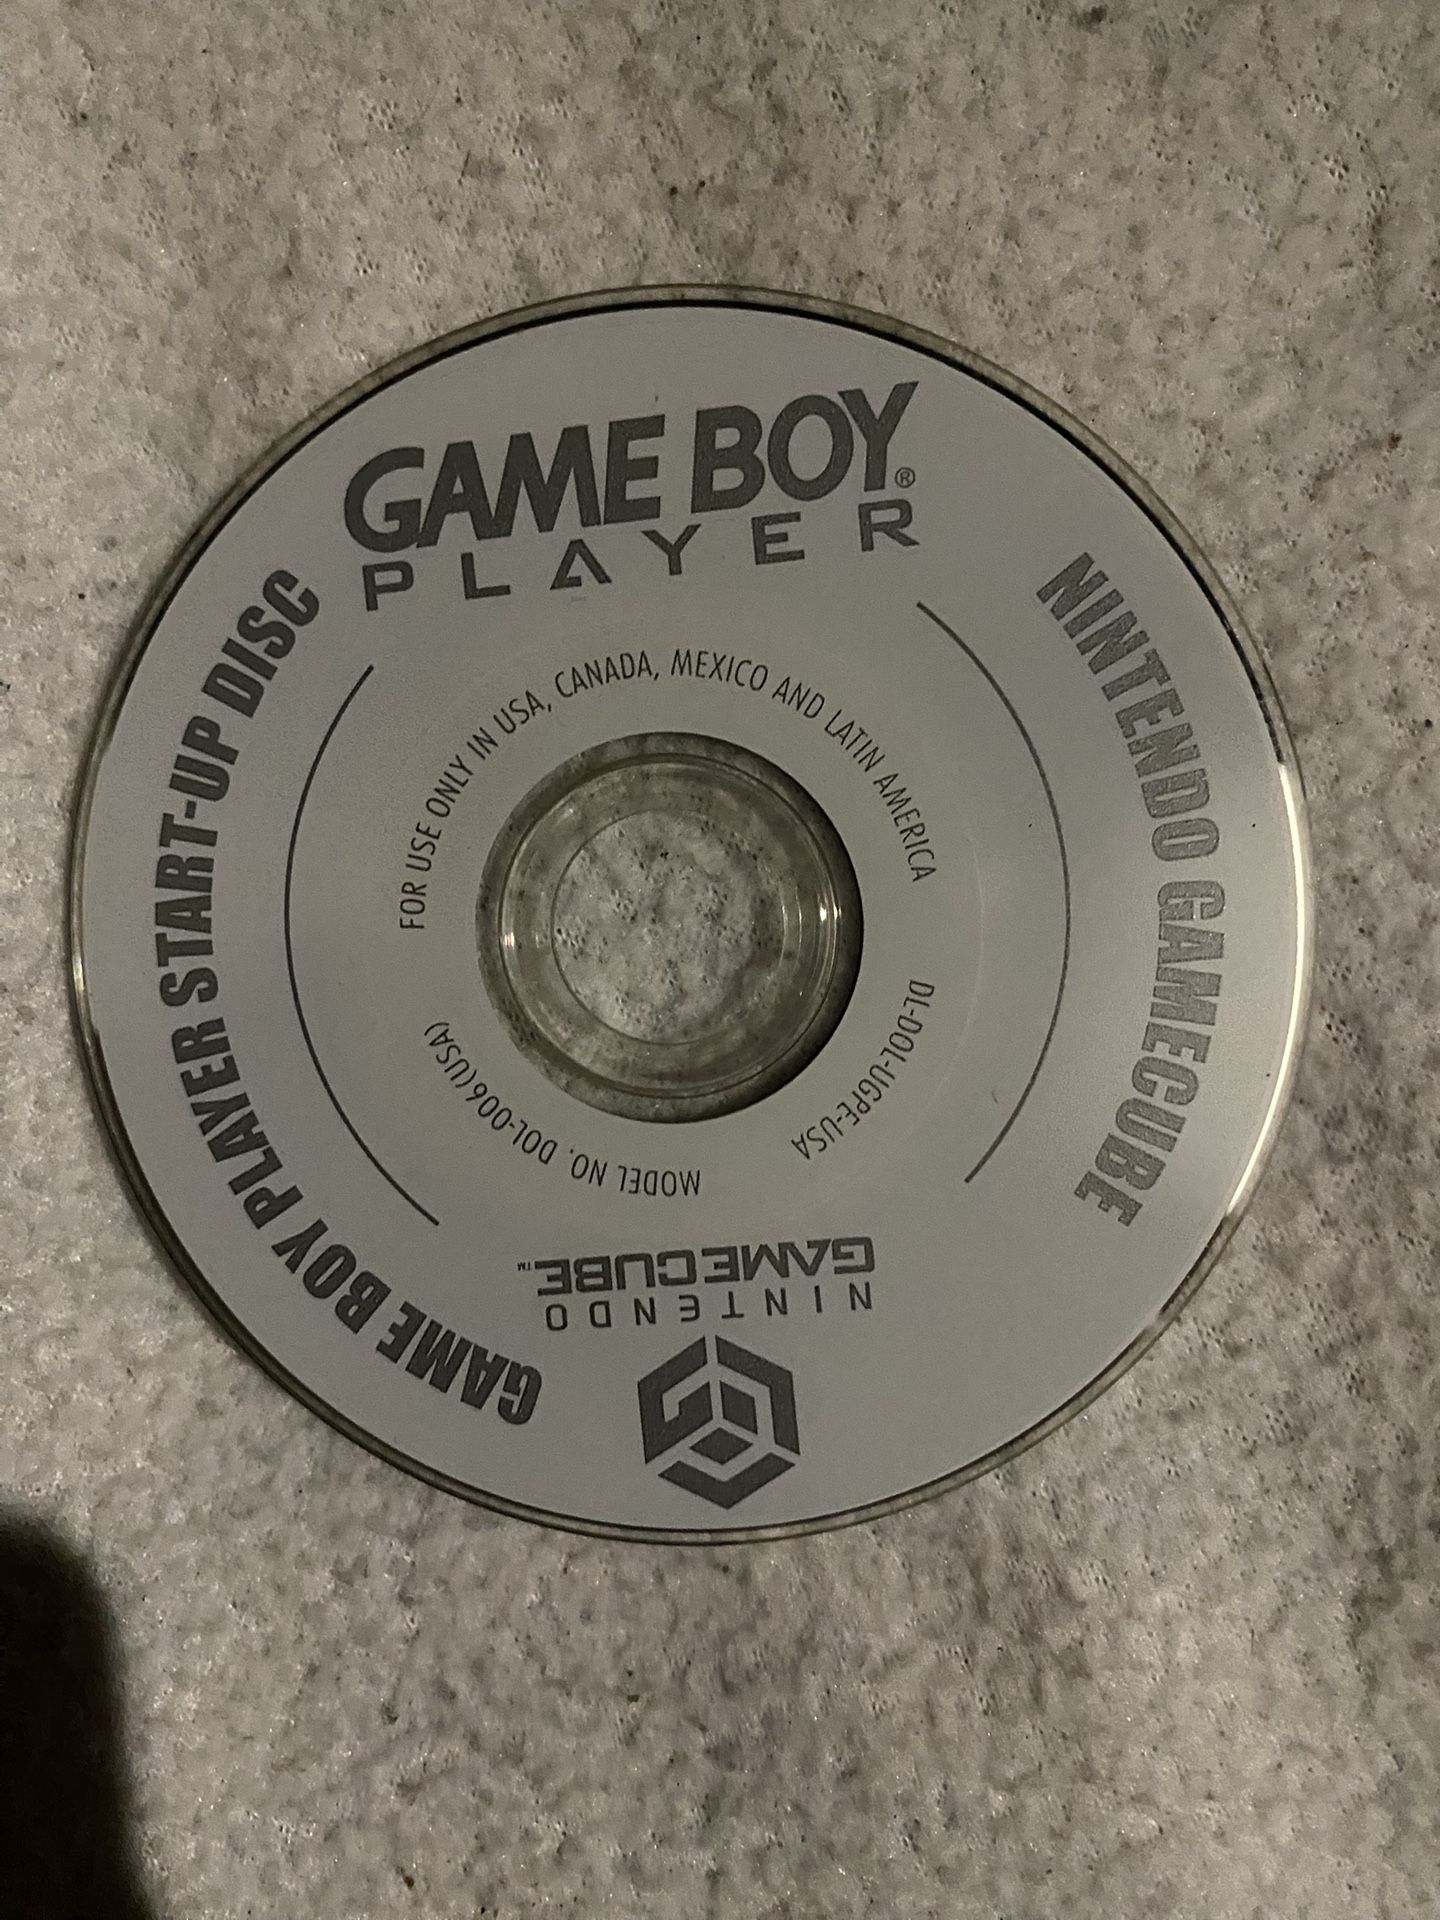 GAME BOY®
PLAYER
NINTENDO GAMECUBE
GAME BOY PLAYER START-UP DISC
FOR USE ONLY IN USA, CANADA, MEXICO AND LATIN AMERICA
DL-DOL-UGPE-USA
MODEL NO. DOL-006(USA)
NINTENDO
GAMECUBE™